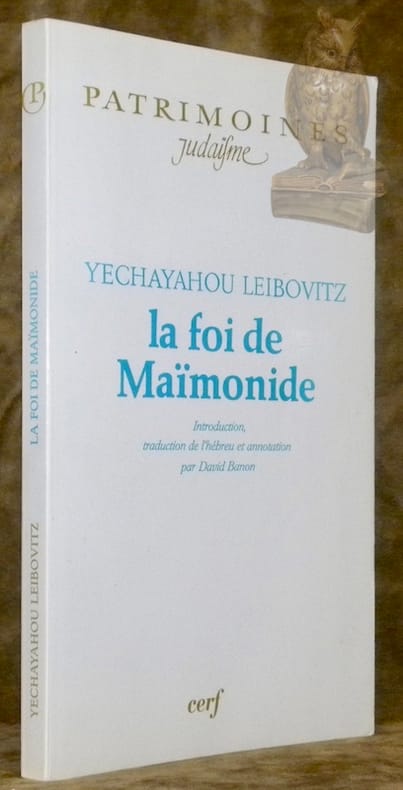 PATRIMOINES
judaïsme
YECHAYAHOU LEIBOVITZ
la foi de
Maïmonide
Introduction,
traduction de l'hébreu et annotation
par David Banon
cerf
P
LA FOI DE MAÏMONIDE
YECHAYAHOU LEIBOVITZ